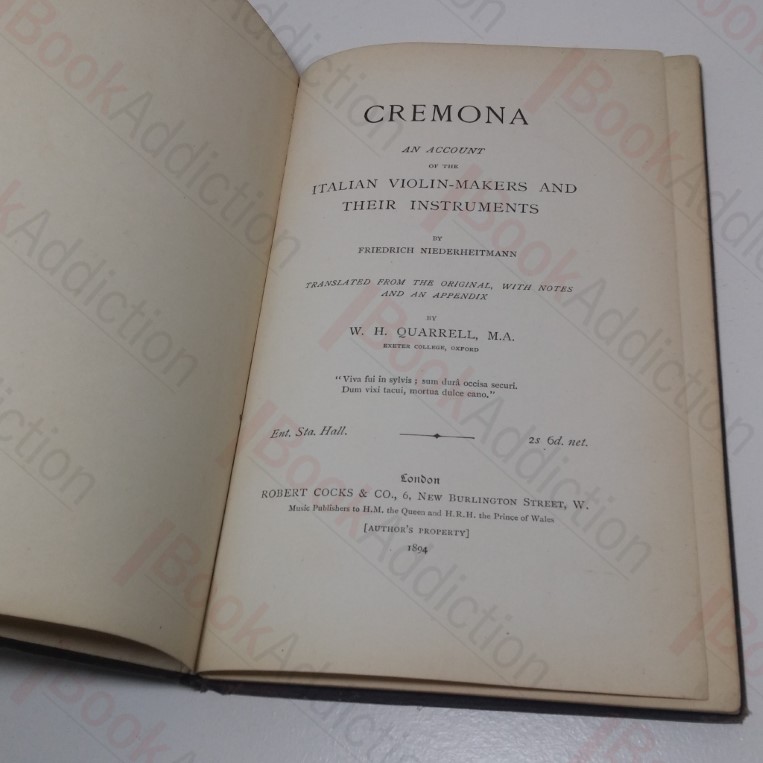 CREMONA
AN ACCOUNT
OF THE
ITALIAN VIOLIN-MAKERS AND
THEIR INSTRUMENTS
BY
FRIEDRICH NIEDERHEITMANN
TRANSLATED FROM THE ORIGINAL, WITH NOTES
AND AN APPENDIX
BY
W. H. QUARRELL, M.A.
EXETER COLLEGE, OXFORD
"Viva fui in sylvis ; sum durâ occisa securi.
Dum vixi tacui, mortua dulce cano."
Ent. Sta. Hall. 2s 6d. net.
London
ROBERT COCKS & CO., 6, NEW BURLINGTON STREET, W.
Music Publishers to H.M. the Queen and H.R.H. the Prince of Wales
[AUTHOR'S PROPERTY]
1894
BookAddiction